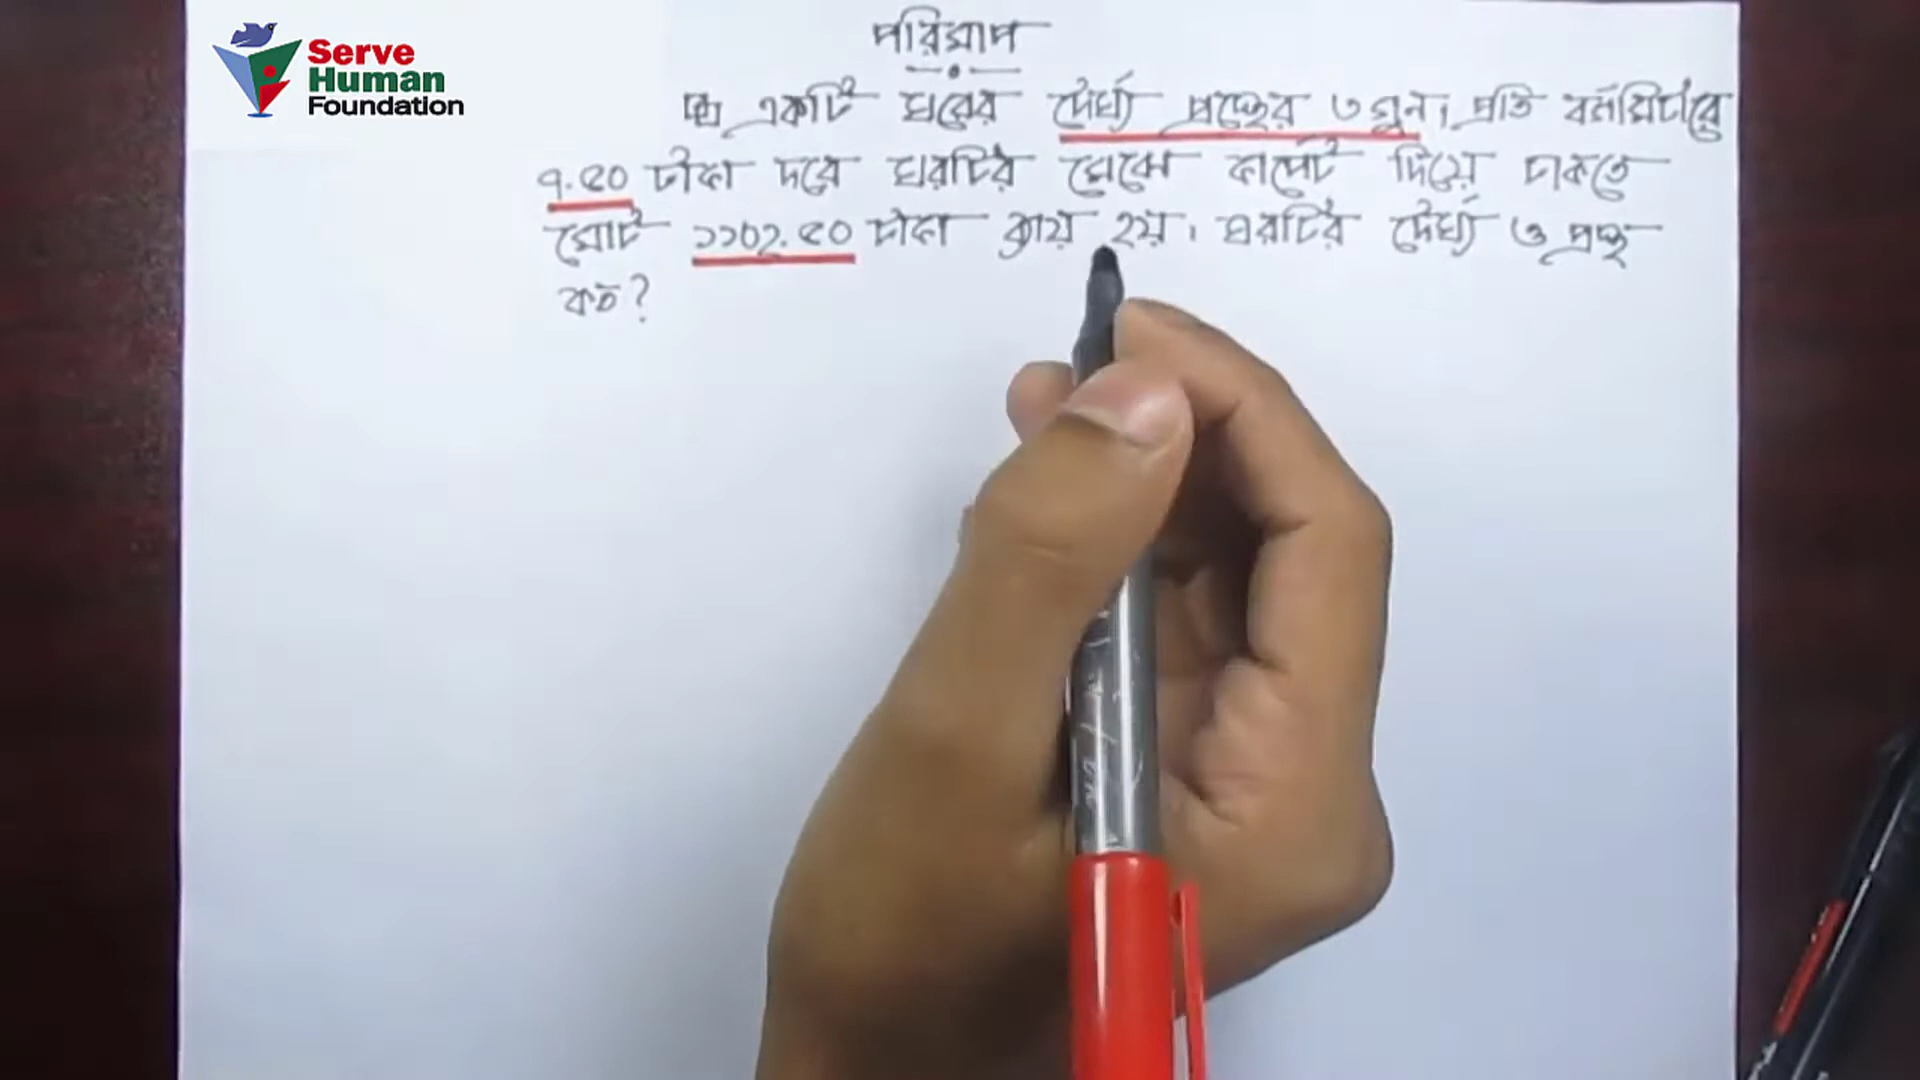 Serve
Human
Foundation
পরিমাপ
একটি ঘরের দৈর্ঘ্য প্রস্থের ৩ গুন। প্রতি বর্গমিটারে
৭.৫০ টাকা দরে ঘরটির মেঝে কার্পেট দিয়ে ঢাকতে
মোট ১১০২.৫০ টাকা ব্যয় হয়। ঘরটির দৈর্ঘ্য ও প্রস্থ
কত?